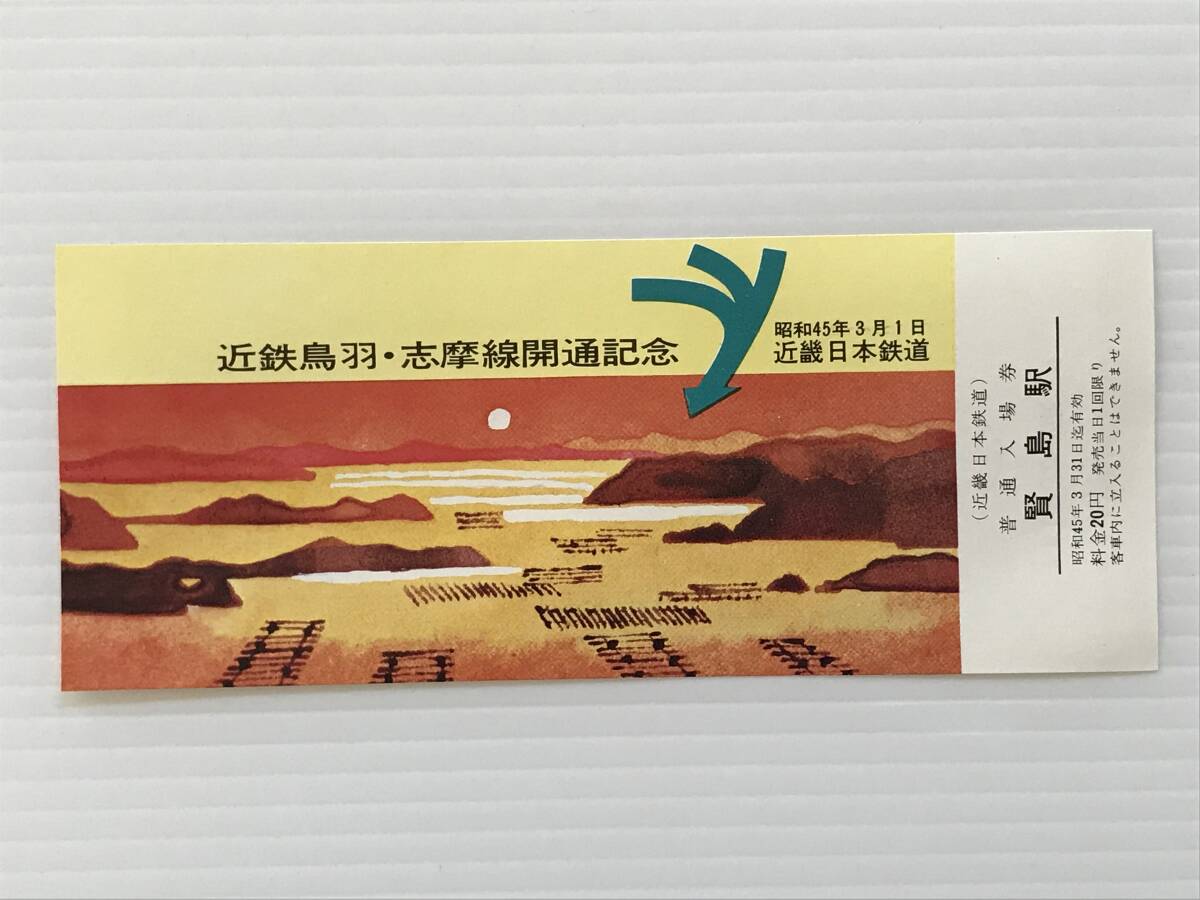 近鉄鳥羽・志摩線開通記念
昭和45年3月1日
近畿日本鉄道
（近畿日本鉄道）
普通入場券
賢島駅
昭和45年3月31日迄有効
料金20円 発売当日1回限り
客車内に立入ることはできません。